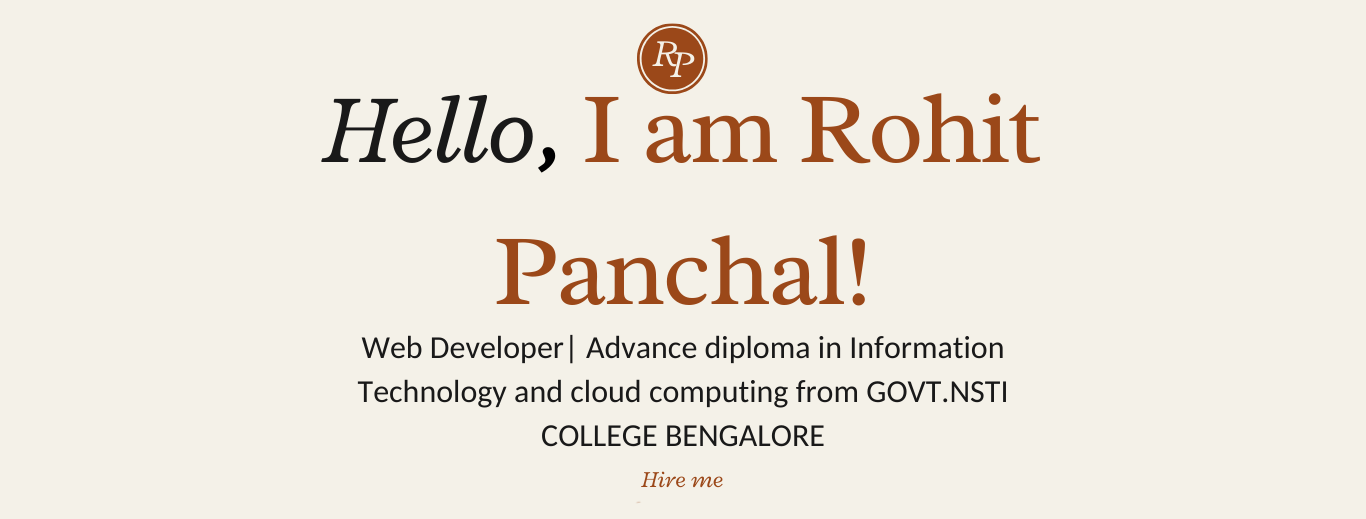 RP
Hello, I am Rohit
Panchal!
Web Developer| Advance diploma in Information
Technology and cloud computing from GOVT.NSTI
COLLEGE BENGALORE
Hire me